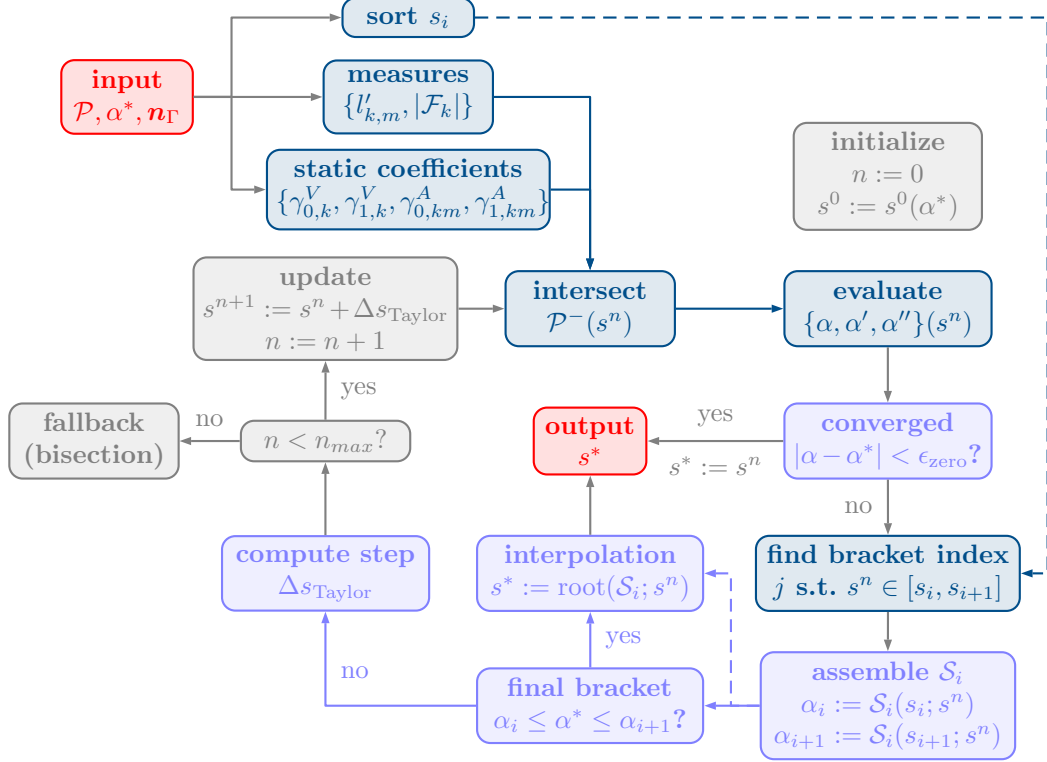 sort $s_i$
input
$\mathcal{P}, \alpha^*, \boldsymbol{n}_\Gamma$
measures
$\{l'_{k,m}, |\mathcal{F}_k|\}$
static coefficients
$\{\gamma^V_{0,k}, \gamma^V_{1,k}, \gamma^A_{0,km}, \gamma^A_{1,km}\}$
initialize
$n := 0$
$s^0 := s^0(\alpha^*)$
update
$s^{n+1} := s^n + \Delta s_{\text{Taylor}}$
$n := n + 1$
intersect
$\mathcal{P}^-(s^n)$
evaluate
$\{\alpha, \alpha', \alpha''\}(s^n)$
yes
fallback
(bisection)
no
$n < n_{max}$?
output
$s^*$
yes
$s^* := s^n$
converged
$|\alpha - \alpha^*| < \epsilon_{\text{zero}}$?
no
compute step
$\Delta s_{\text{Taylor}}$
interpolation
$s^* := \text{root}(\mathcal{S}_i; s^n)$
find bracket index
$j$ s.t. $s^n \in [s_i, s_{i+1}]$
no
yes
final bracket
$\alpha_i \leq \alpha^* \leq \alpha_{i+1}$?
assemble $\mathcal{S}_i$
$\alpha_i := \mathcal{S}_i(s_i; s^n)$
$\alpha_{i+1} := \mathcal{S}_i(s_{i+1}; s^n)$